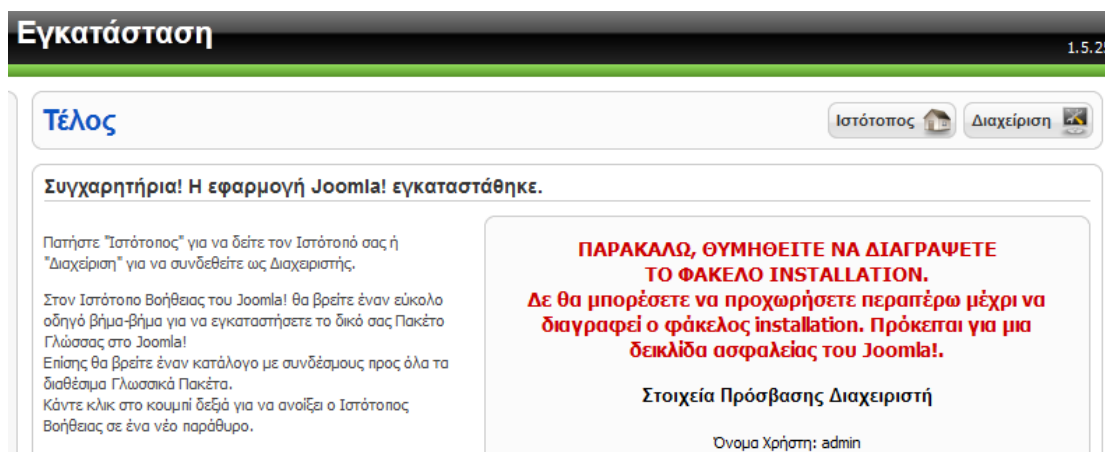 Εγκατάσταση
1.5.25
Τέλος
Ιστότοπος
Διαχείριση
Συγχαρητήρια! Η εφαρμογή Joomla! εγκαταστάθηκε.
Πατήστε "Ιστότοπος" για να δείτε τον Ιστότοπό σας ή
"Διαχείριση" για να συνδεθείτε ως Διαχειριστής.
Στον Ιστότοπο Βοήθειας του Joomla! θα βρείτε έναν εύκολο
οδηγό βήμα-βήμα για να εγκαταστήσετε το δικό σας Πακέτο
Γλώσσας στο Joomla!
Επίσης θα βρείτε έναν κατάλογο με συνδέσμους προς όλα τα
διαθέσιμα Γλωσσικά Πακέτα.
Κάντε κλικ στο κουμπί δεξιά για να ανοίξει ο Ιστότοπος
Βοήθειας σε ένα νέο παράθυρο.
ΠΑΡΑΚΑΛΩ, ΘΥΜΗΘΕΙΤΕ ΝΑ ΔΙΑΓΡΑΨΕΤΕ
ΤΟ ΦΑΚΕΛΟ INSTALLATION.
Δε θα μπορέσετε να προχωρήσετε περαιτέρω μέχρι να
διαγραφεί ο φάκελος installation. Πρόκειται για μια
δεικλίδα ασφαλείας του Joomla!.
Στοιχεία Πρόσβασης Διαχειριστή
Όνομα Χρήστη: admin